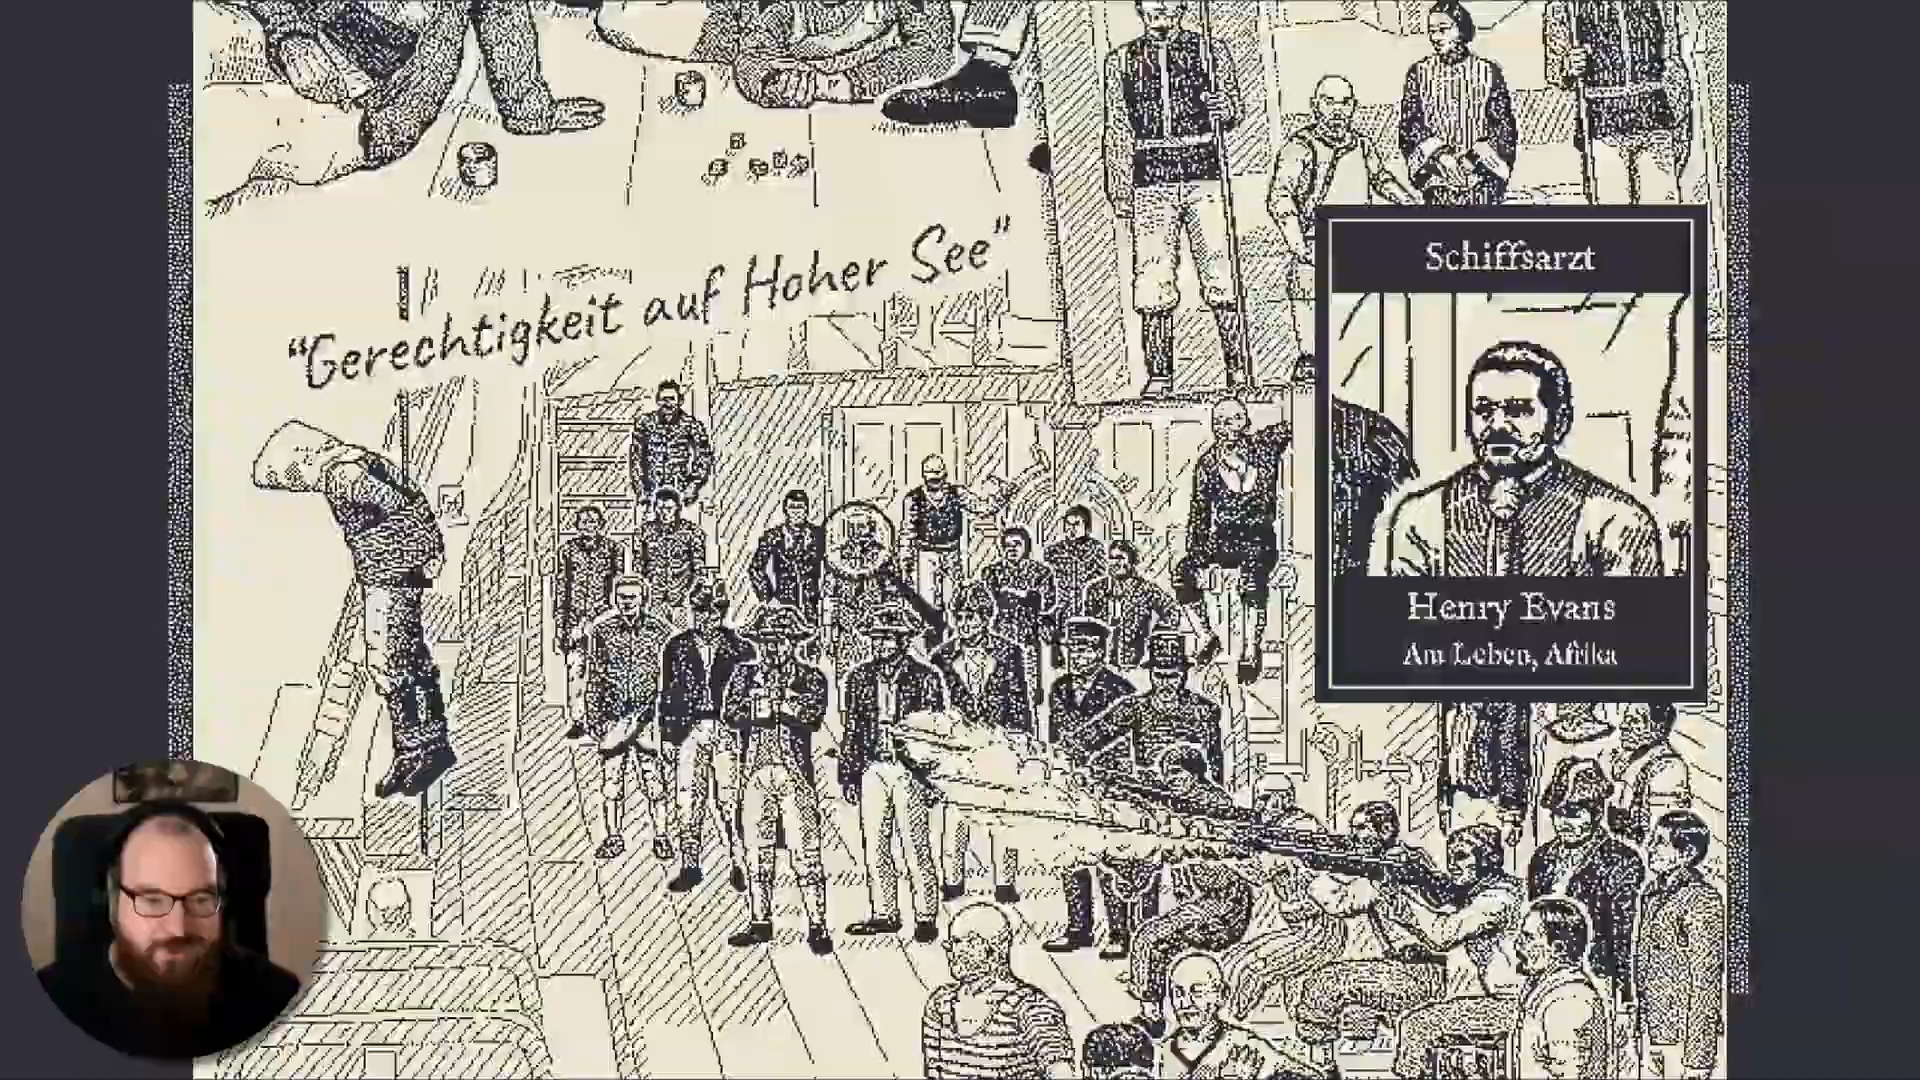 "Gerechtigkeit auf Hoher See"
Schiffsarzt
Henry Evans
Am Leben, Afrika